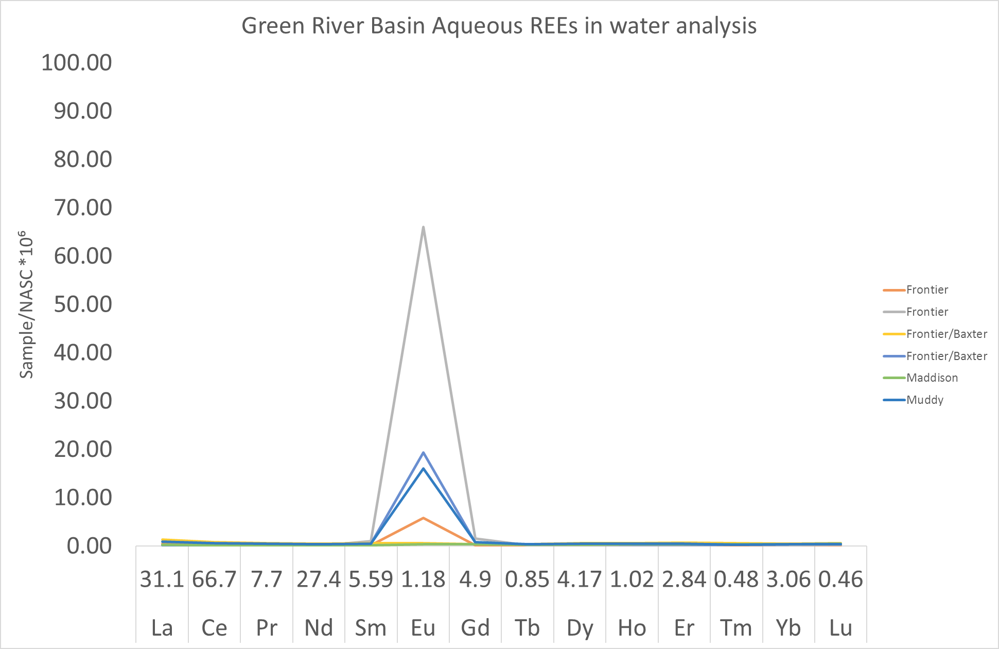 Green River Basin Aqueous REEs in water analysis
100.00
90.00
80.00
70.00
60.00
50.00
40.00
30.00
20.00
10.00
0.00
Sample/NASC *10⁶
31.1 66.7 7.7 27.4 5.59 1.18 4.9 0.85 4.17 1.02 2.84 0.48 3.06 0.46
La Ce Pr Nd Sm Eu Gd Tb Dy Ho Er Tm Yb Lu
Frontier
Frontier
Frontier/Baxter
Frontier/Baxter
Maddison
Muddy